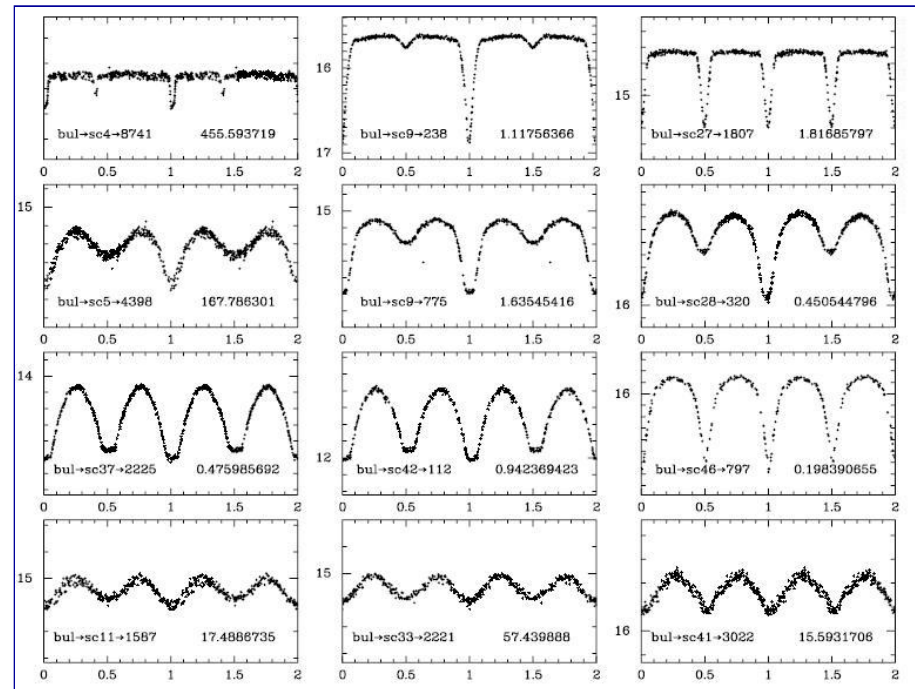 bul→sc4→8741 455.593719
0 0.5 1 1.5 2
16
17
bul→sc9→238 1.11756366
0 0.5 1 1.5 2
15
bul→sc27→1807 1.81685797
0 0.5 1 1.5 2
15
bul→sc5→4398 167.786301
0 0.5 1 1.5 2
15
bul→sc9→775 1.63545416
0 0.5 1 1.5 2
16
bul→sc28→320 0.450544796
0 0.5 1 1.5 2
14
bul→sc37→2225 0.475985692
0 0.5 1 1.5 2
12
bul→sc42→112 0.942369423
0 0.5 1 1.5 2
16
bul→sc46→797 0.198390655
0 0.5 1 1.5 2
15
bul→sc11→1587 17.4886735
0 0.5 1 1.5 2
15
bul→sc33→2221 57.439888
0 0.5 1 1.5 2
16
bul→sc41→3022 15.5931706
0 0.5 1 1.5 2